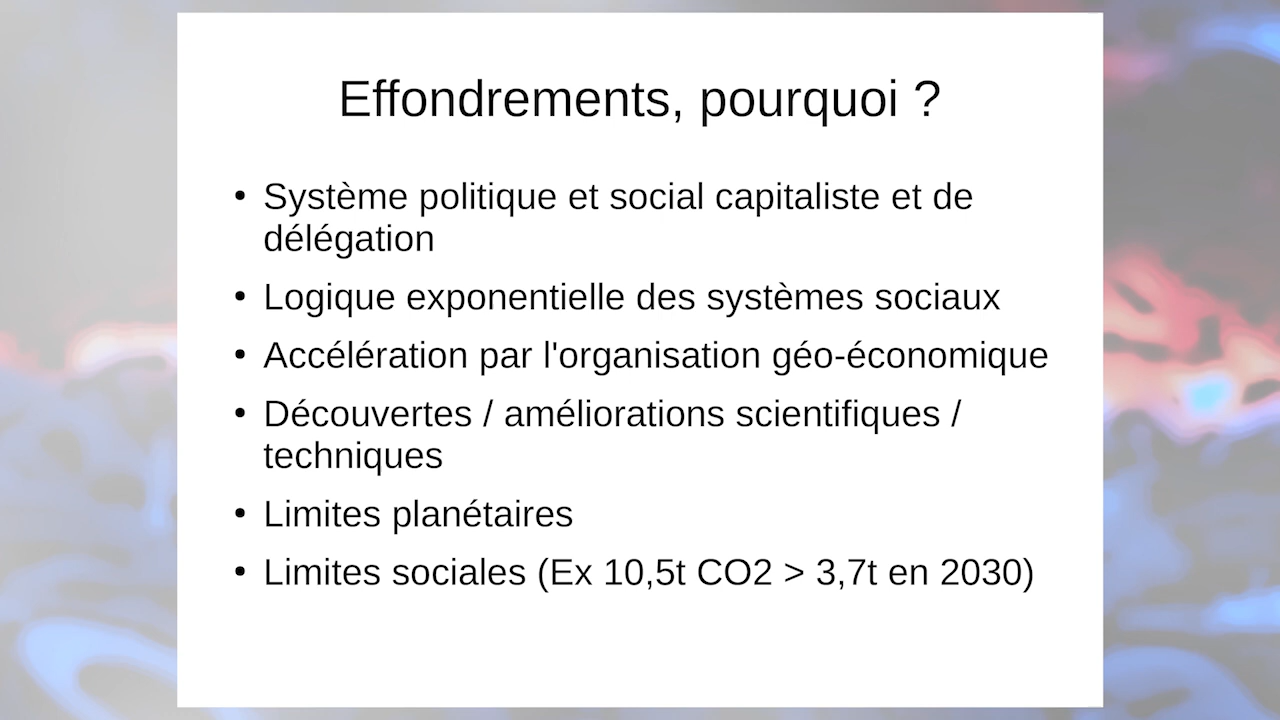 Effondrements, pourquoi ?
• Système politique et social capitaliste et de
délégation
• Logique exponentielle des systèmes sociaux
• Accélération par l'organisation géo-économique
• Découvertes / améliorations scientifiques /
techniques
• Limites planétaires
• Limites sociales (Ex 10,5t CO2 > 3,7t en 2030)